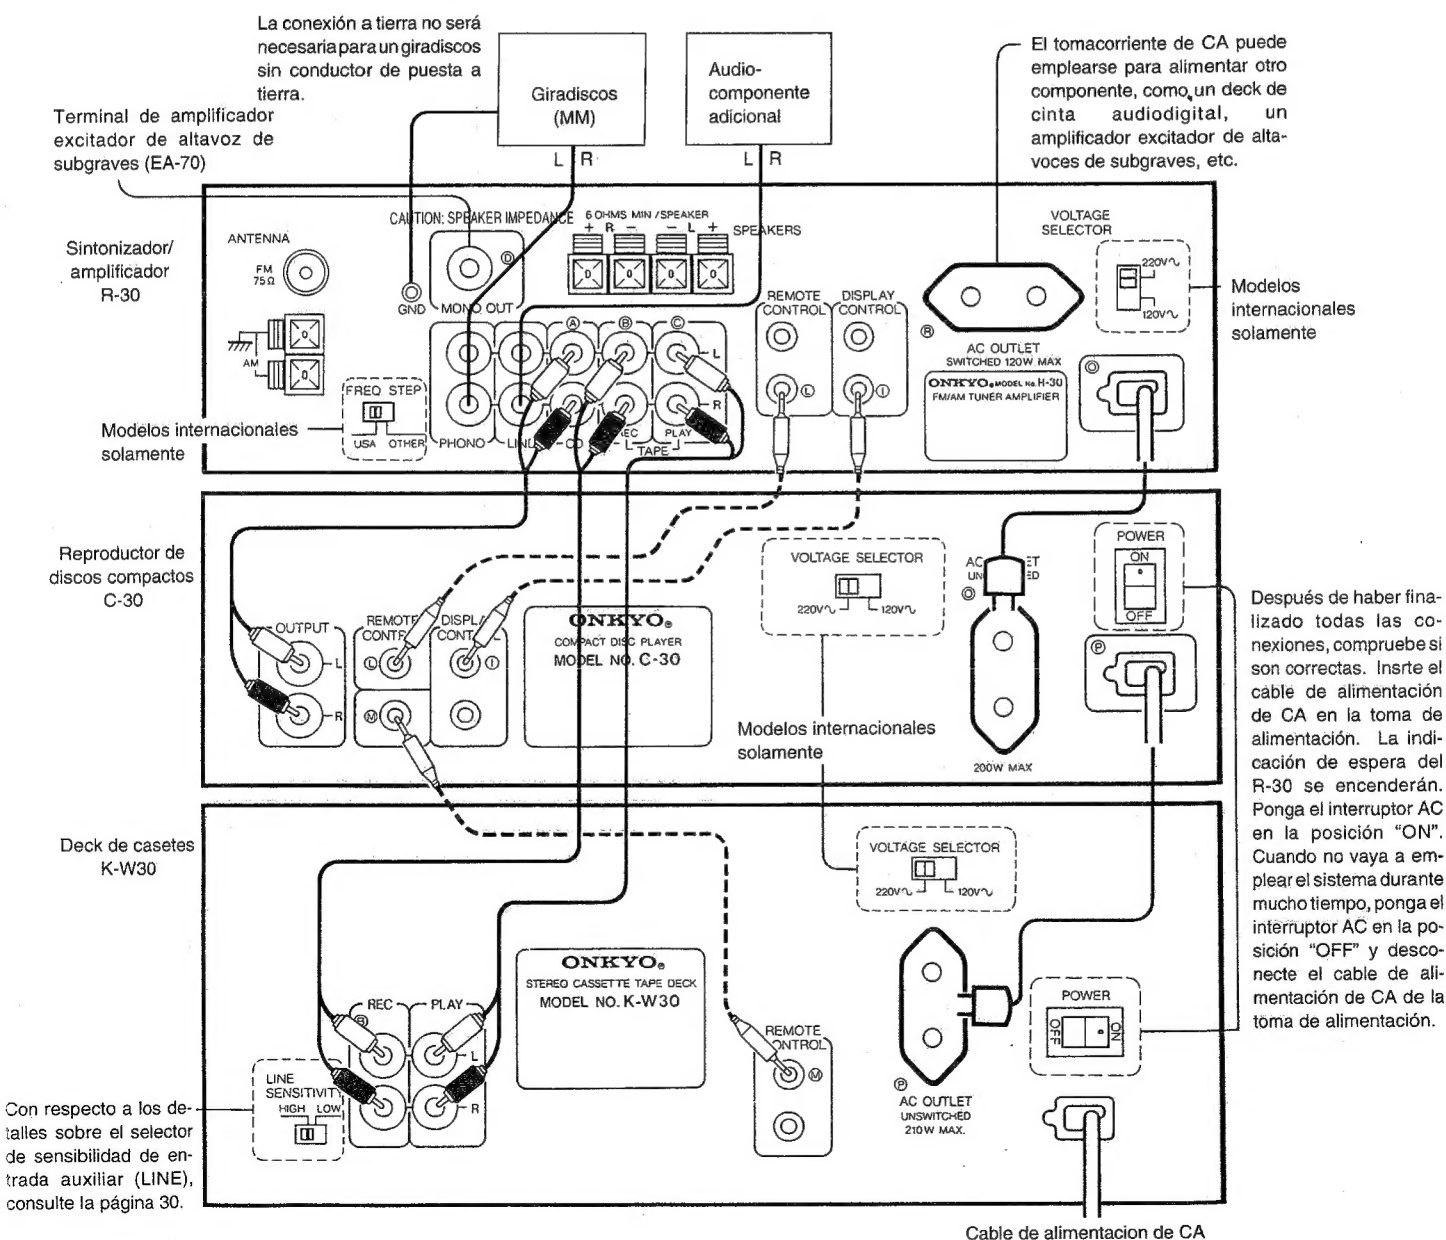 La conexión a tierra no será
necesaria para un giradiscos
sin conductor de puesta a
tierra.
Giradiscos
(MM)
L R
Audio-
componente
adicional
L R
El tomacorriente de CA puede
emplearse para alimentar otro
componente, como un deck de
cinta audiodigital, un
amplificador excitador de alta-
voces de subgraves, etc.
Terminal de amplificador
excitador de altavoz de
subgraves (EA-70)
Sintonizador/
amplificador
R-30
ANTENNA
FM
75Ω
AM
FREQ STEP
USA OTHER
Modelos internacionales
solamente
CAUTION: SPEAKER IMPEDANCE 6 OHMS MIN /SPEAKER
+ R − − L +
SPEAKERS
GND
MONO OUT
D
A B C
L
R
PHONO LINE CD REC PLAY
TAPE
REMOTE
CONTROL
DISPLAY
CONTROL
L
I
VOLTAGE
SELECTOR
220V∿
120V∿
Modelos
internacionales
solamente
AC OUTLET
SWITCHED 120W MAX
ONKYO® MODEL No. H-30
FM/AM TUNER AMPLIFIER
O
Reproductor de
discos compactos
C-30
OUTPUT
L
R
REMOTE
CONTR
DISPLA
CONTROL
L
I
M
ONKYO®
COMPACT DISC PLAYER
MODEL NO. C-30
VOLTAGE SELECTOR
220V∿ 120V∿
Modelos internacionales
solamente
AC ET
UN ED
O
200W MAX
POWER
ON
OFF
P
Después de haber fina-
lizado todas las co-
nexiones, compruebe si
son correctas. Insrte el
cable de alimentación
de CA en la toma de
alimentación. La indi-
cación de espera del
R-30 se encenderán.
Ponga el interruptor AC
en la posición “ON”.
Cuando no vaya a em-
plear el sistema durante
mucho tiempo, ponga el
interruptor AC en la po-
sición “OFF” y desco-
necte el cable de ali-
mentación de CA de la
toma de alimentación.
Deck de casetes
K-W30
VOLTAGE SELECTOR
220V∿ 120V∿
ONKYO®
STEREO CASSETTE TAPE DECK
MODEL NO. K-W30
REC PLAY
B
L
R
LINE
SENSITIVITY
HIGH LOW
Con respecto a los de-
talles sobre el selector
de sensibilidad de en-
trada auxiliar (LINE),
consulte la página 30.
REMOTE
ONTROL
M
P
AC OUTLET
UNSWITCHED
210W MAX.
POWER
OFF ON
Cable de alimentacion de CA